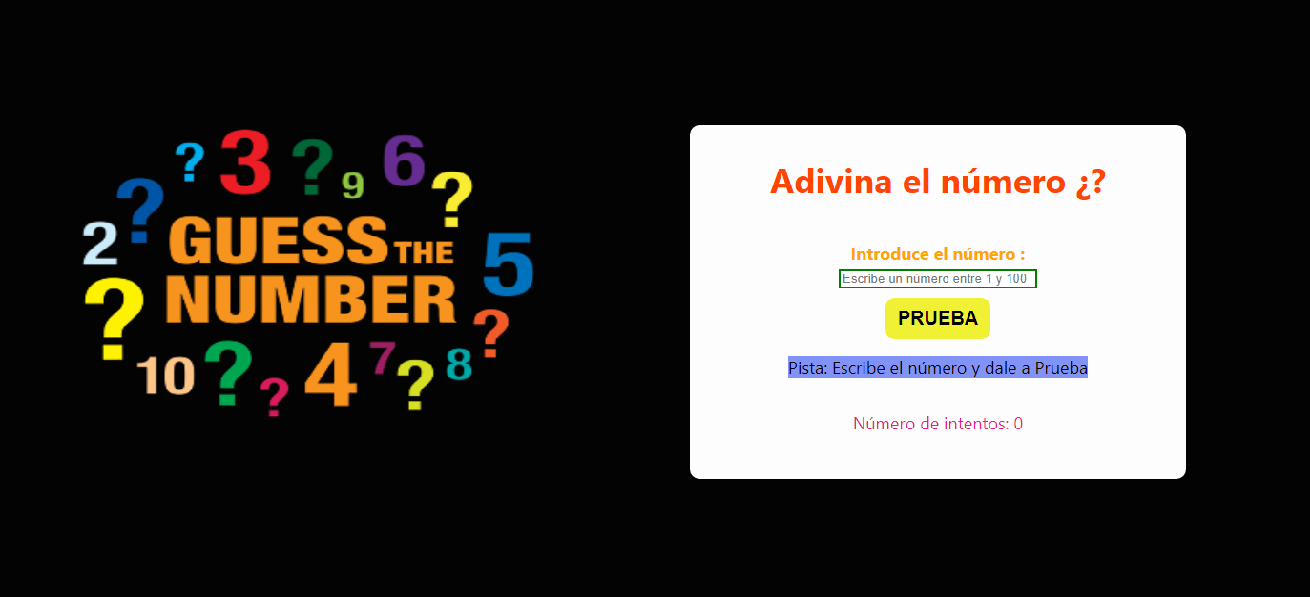 ? 3 ? 9 6 ?
2 ? GUESS THE 5
? NUMBER
10 ? ? 4 7 ? 8 ?
Adivina el número ¿?
Introduce el número :
Escribe un número entre 1 y 100
PRUEBA
Pista: Escribe el número y dale a Prueba
Número de intentos: 0